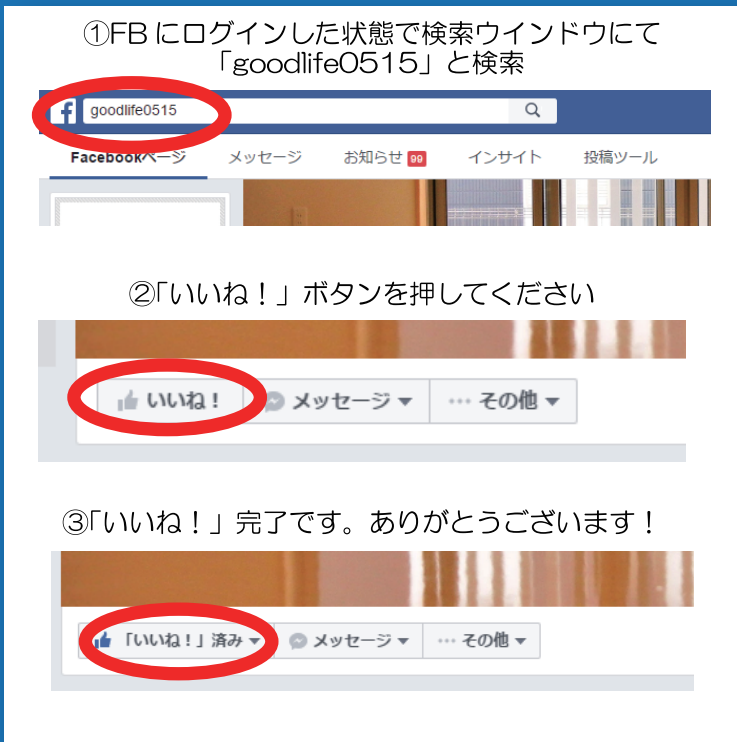 ①FBにログインした状態で検索ウインドウにて
「goodlife0515」と検索
f goodlife0515
Facebookページ メッセージ お知らせ 99 インサイト 投稿ツール
②「いいね！」ボタンを押してください
いいね！ メッセージ ▼ … その他 ▼
③「いいね！」完了です。ありがとうございます！
「いいね！」済み ▼ メッセージ ▼ … その他 ▼